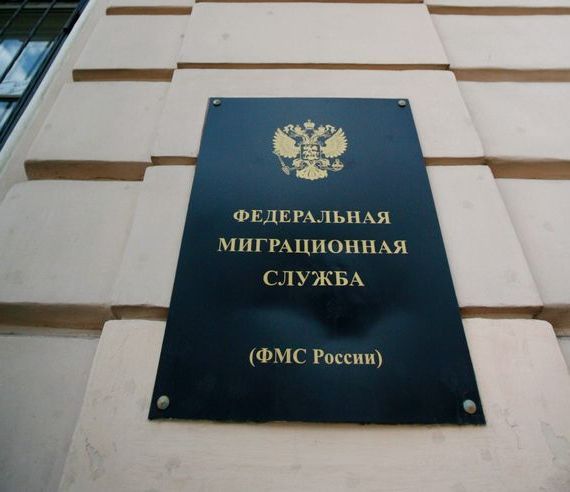 ФЕДЕРАЛЬНАЯ
МИГРАЦИОННАЯ
СЛУЖБА
(ФМС России)